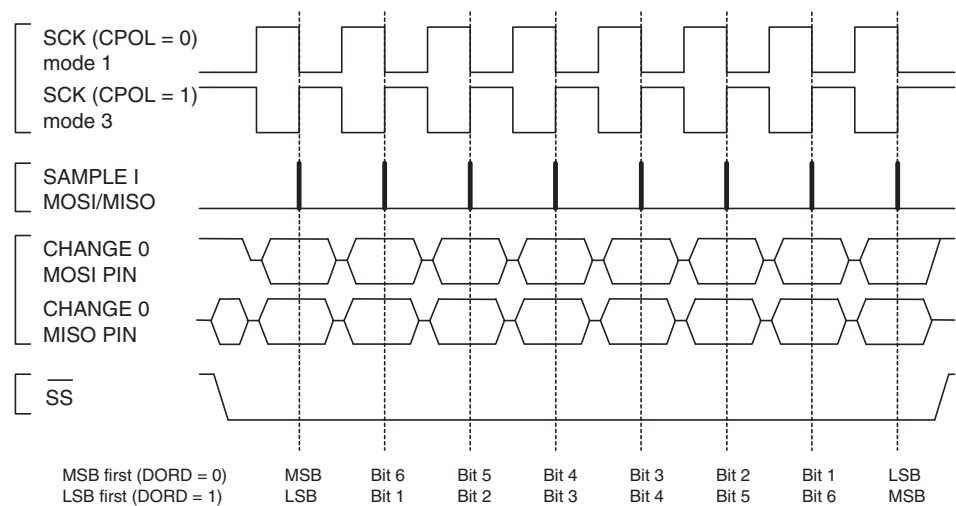 SCK (CPOL = 0)
mode 1
SCK (CPOL = 1)
mode 3
SAMPLE I
MOSI/MISO
CHANGE 0
MOSI PIN
CHANGE 0
MISO PIN
SS
MSB first (DORD = 0) MSB Bit 6 Bit 5 Bit 4 Bit 3 Bit 2 Bit 1 LSB
LSB first (DORD = 1) LSB Bit 1 Bit 2 Bit 3 Bit 4 Bit 5 Bit 6 MSB